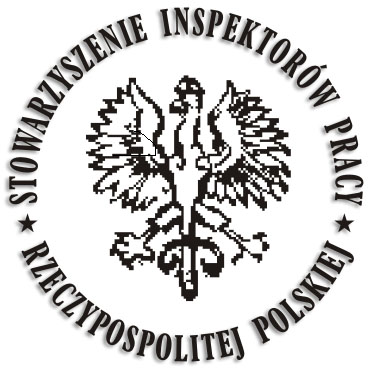 STOWARZYSZENIE INSPEKTORÓW PRACY
★ RZECZYPOSPOLITEJ POLSKIEJ ★